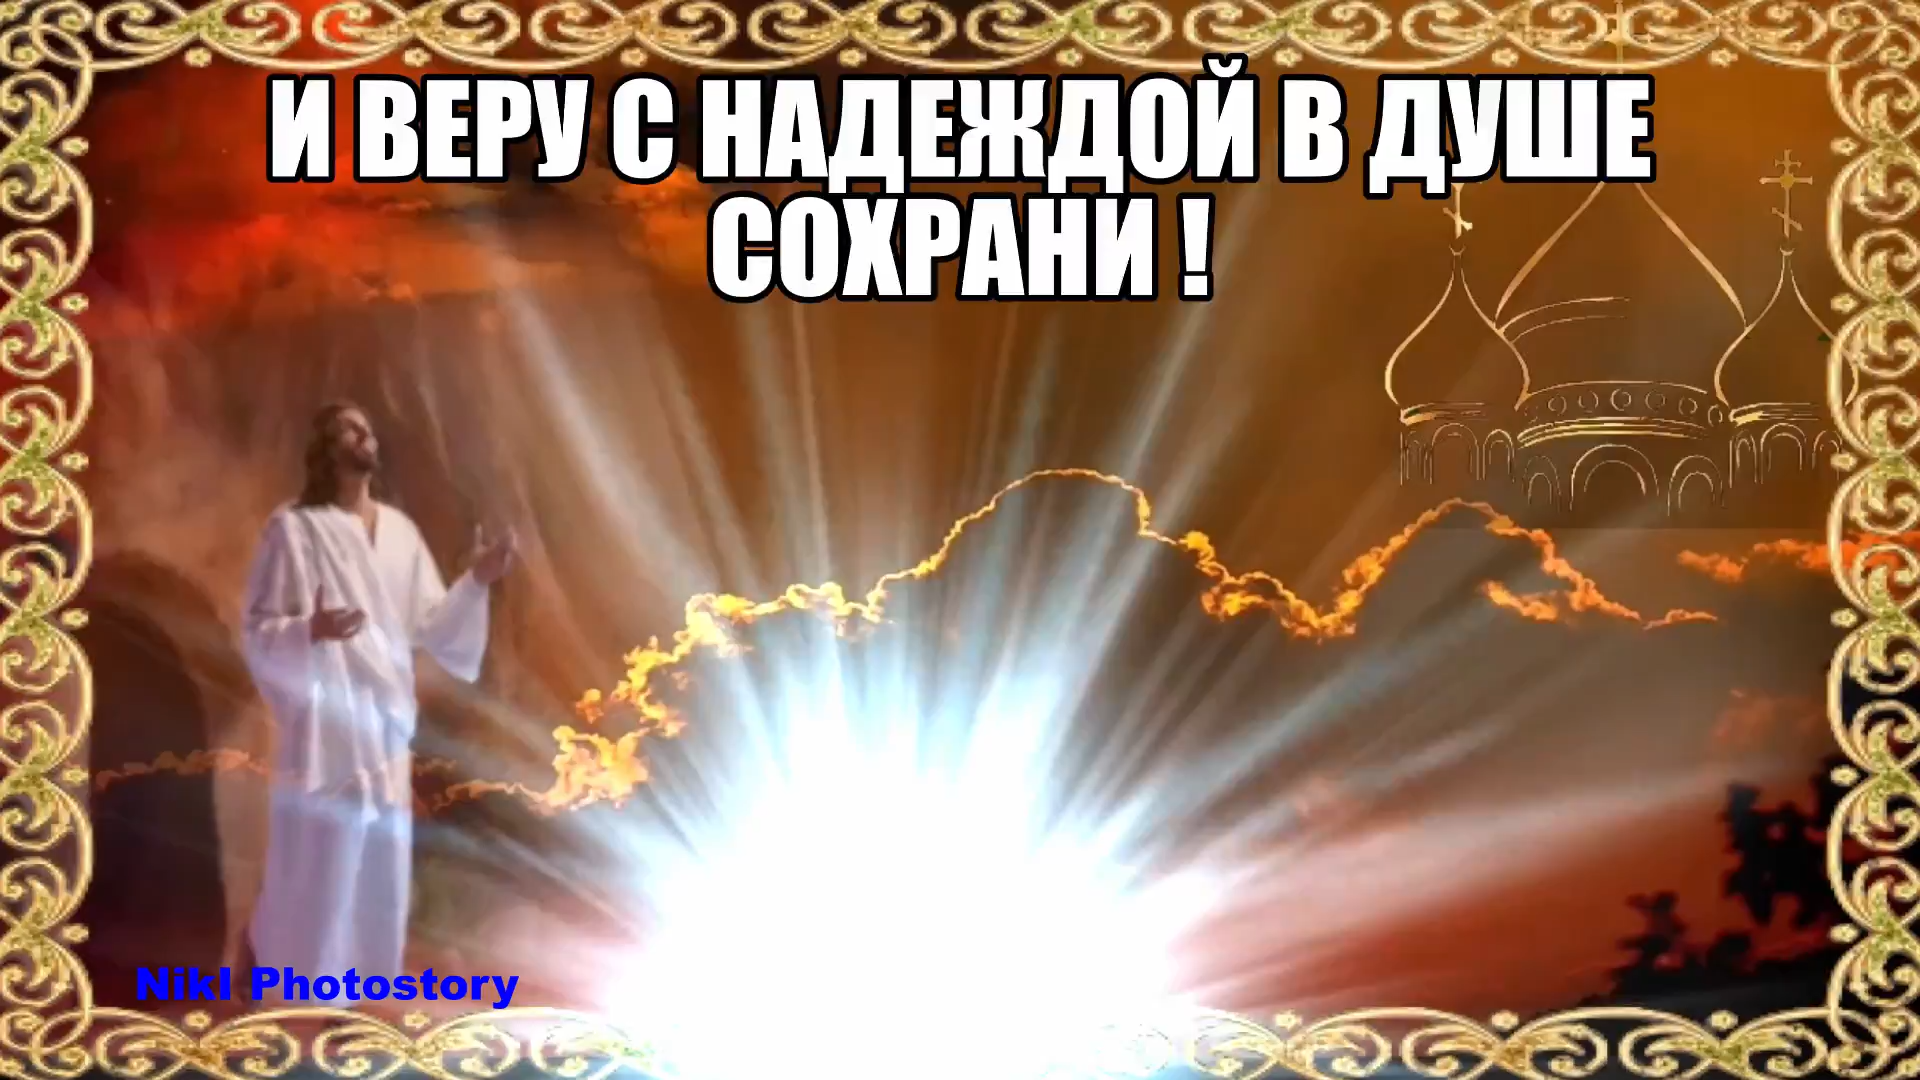 И ВЕРУ С НАДЕЖДОЙ В ДУШЕ
СОХРАНИ !
Nikl Photostory